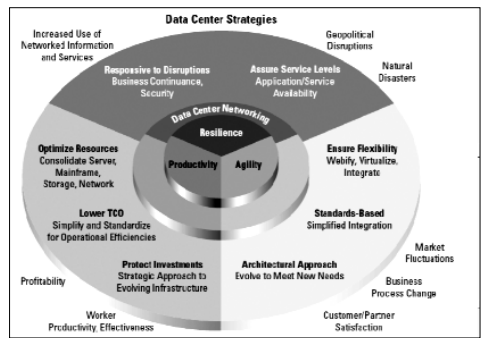 Data Center Strategies
Increased Use of
Networked Information
and Services
Geopolitical
Disruptions
Natural
Disasters
Responsive to Disruptions
Business Continuance,
Security
Assure Service Levels
Application/Service
Availability
Data Center Networking
Resilience
Productivity
Agility
Optimize Resources
Consolidate Server,
Mainframe,
Storage, Network
Ensure Flexibility
Webify, Virtualize,
Integrate
Lower TCO
Simplify and Standardize
for Operational Efficiencies
Standards-Based
Simplified Integration
Protect Investments
Strategic Approach to
Evolving Infrastructure
Architectural Approach
Evolve to Meet New Needs
Market
Fluctuations
Profitability
Business
Process Change
Worker
Productivity, Effectiveness
Customer/Partner
Satisfaction